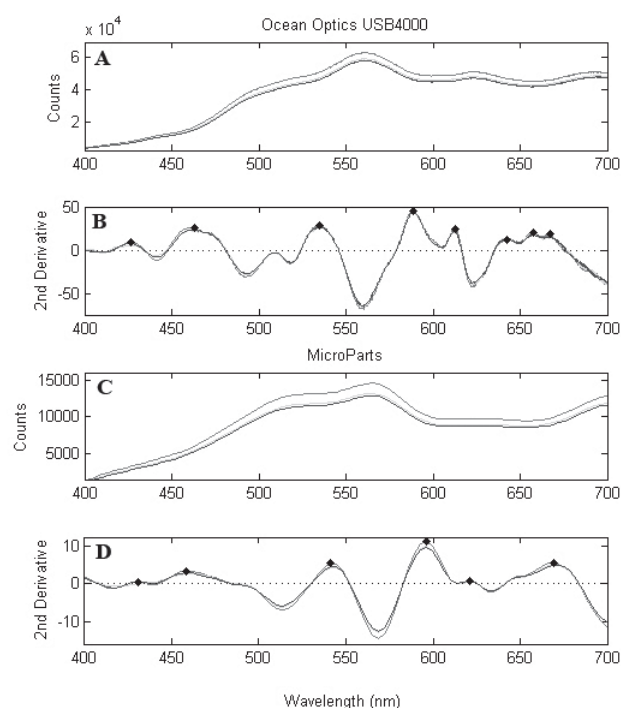 Ocean Optics USB4000
x 10^4
A
6
4
2
Counts
400 450 500 550 600 650 700
B
50
0
-50
2nd Derivative
400 450 500 550 600 650 700
MicroParts
C
15000
10000
5000
Counts
400 450 500 550 600 650 700
D
10
0
-10
2nd Derivative
400 450 500 550 600 650 700
Wavelength (nm)